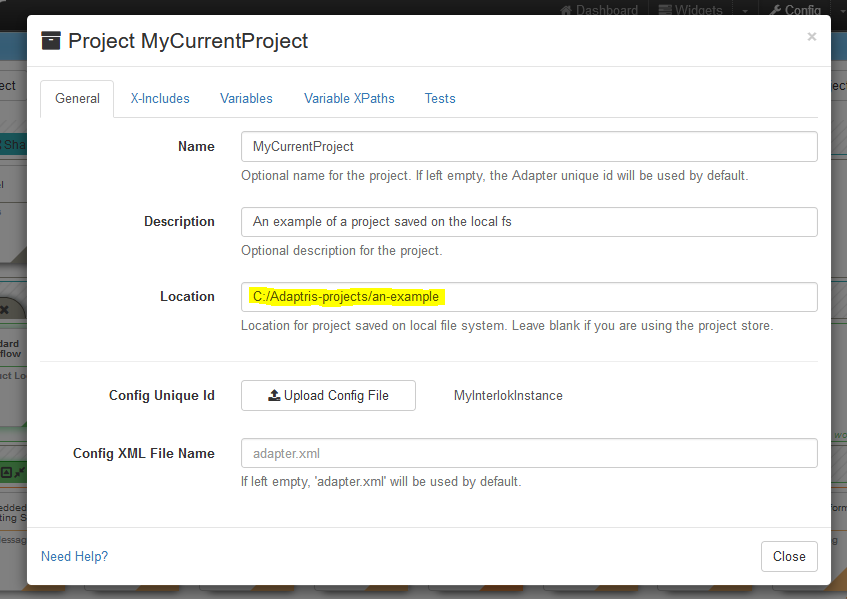 Dashboard Widgets Config
Project MyCurrentProject ×
General X-Includes Variables Variable XPaths Tests
Name MyCurrentProject
Optional name for the project. If left empty, the Adapter unique id will be used by default.
Description An example of a project saved on the local fs
Optional description for the project.
Location C:/Adaptris-projects/an-example
Location for project saved on local file system. Leave blank if you are using the project store.
Config Unique Id Upload Config File MyInterlokInstance
Config XML File Name adapter.xml
If left empty, 'adapter.xml' will be used by default.
Need Help? Close